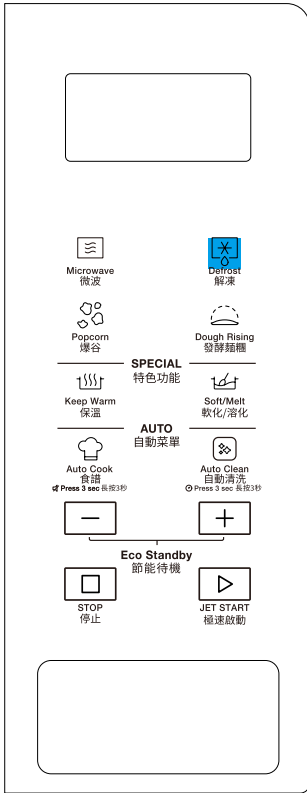 Microwave
微波
Defrost
解凍
Popcorn
爆谷
Dough Rising
發酵麵糰
SPECIAL
特色功能
Keep Warm
保溫
Soft/Melt
軟化/溶化
AUTO
自動菜單
Auto Cook
食譜
Press 3 sec 長按3秒
Auto Clean
自動清洗
Press 3 sec 長按3秒
Eco Standby
節能待機
STOP
停止
JET START
極速啟動